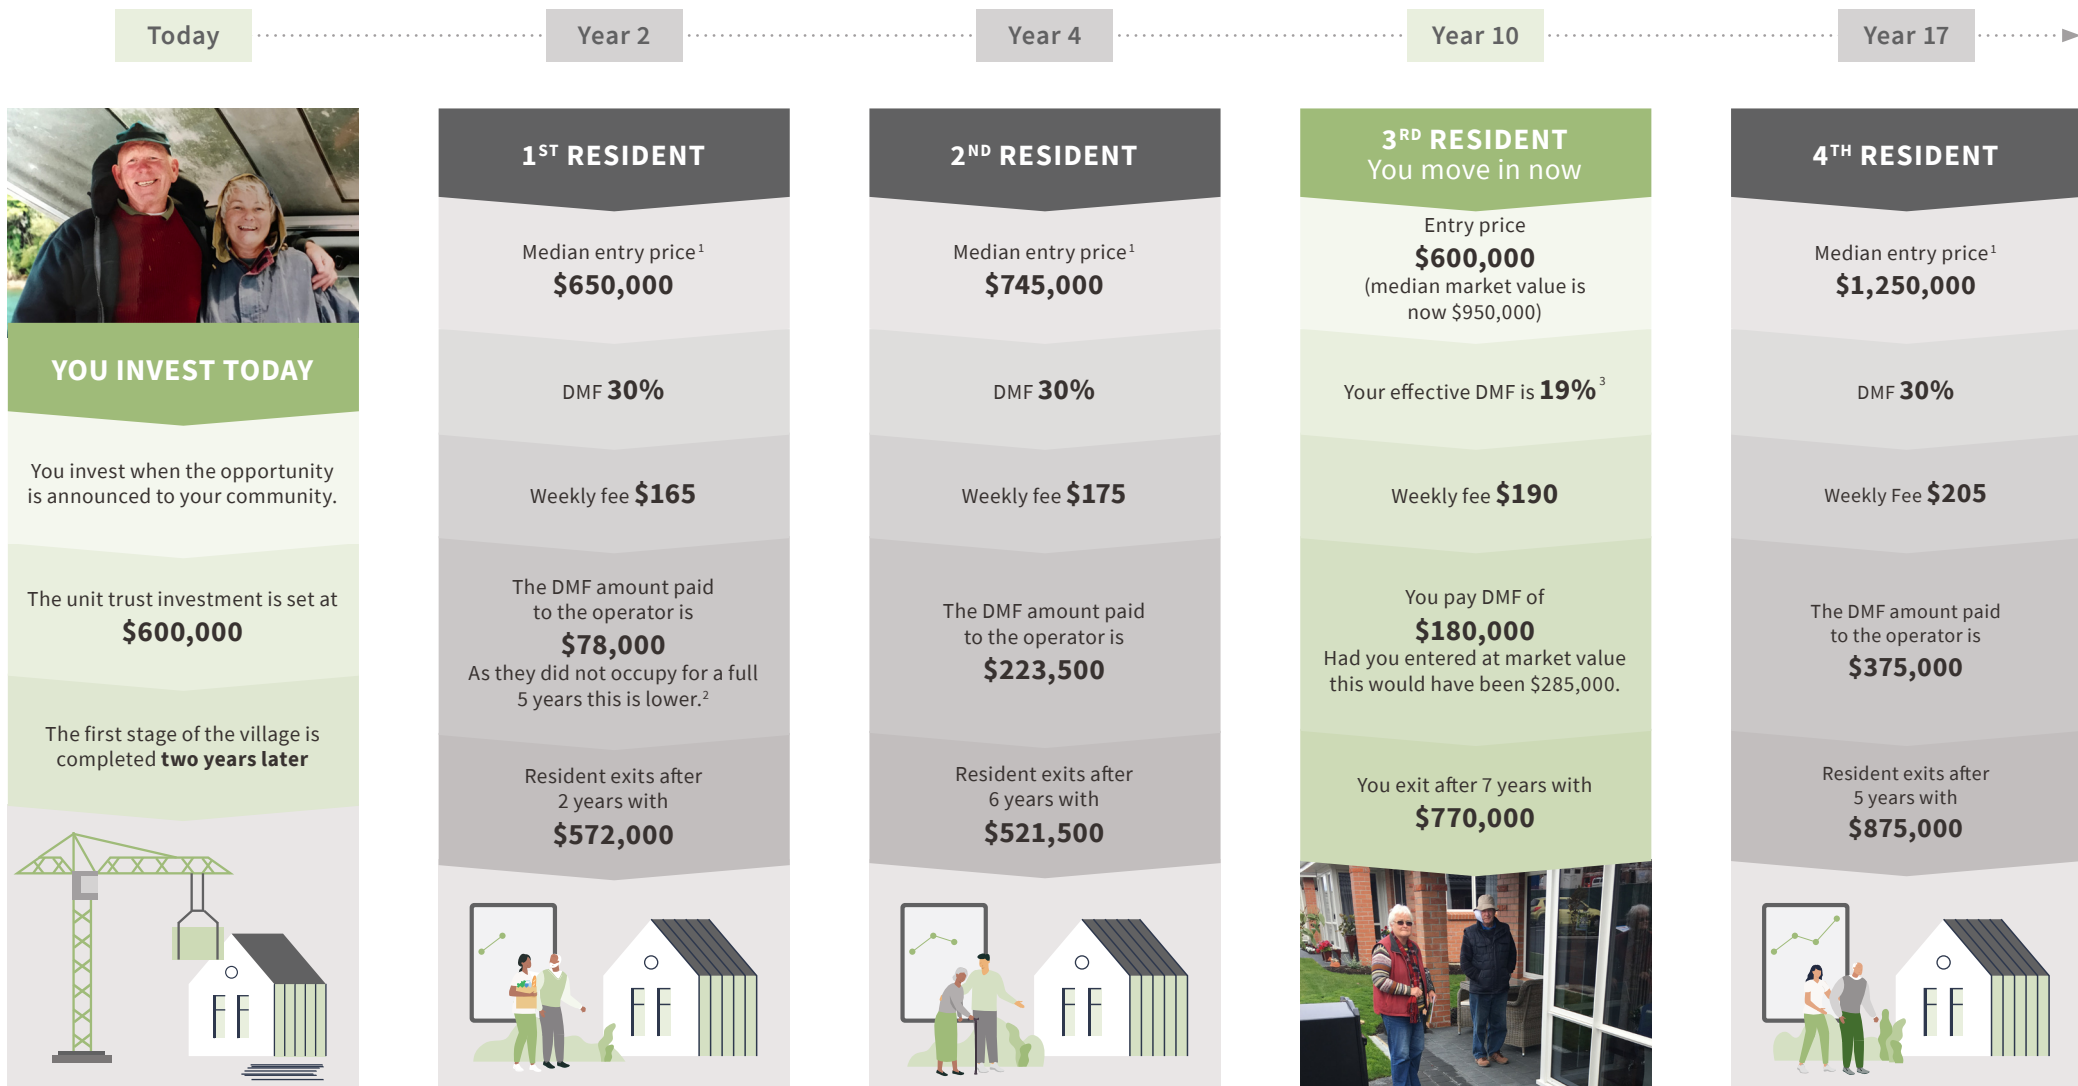 Today
Year 2
Year 4
Year 10
Year 17
YOU INVEST TODAY
You invest when the opportunity
is announced to your community.
The unit trust investment is set at
$600,000
The first stage of the village is
completed two years later
1ST RESIDENT
Median entry price1
$650,000
DMF 30%
Weekly fee $165
The DMF amount paid
to the operator is
$78,000
As they did not occupy for a full
5 years this is lower.2
Resident exits after
2 years with
$572,000
2ND RESIDENT
Median entry price1
$745,000
DMF 30%
Weekly fee $175
The DMF amount paid
to the operator is
$223,500
Resident exits after
6 years with
$521,500
3RD RESIDENT
You move in now
Entry price
$600,000
(median market value is
now $950,000)
Your effective DMF is 19%3
Weekly fee $190
You pay DMF of
$180,000
Had you entered at market value
this would have been $285,000.
You exit after 7 years with
$770,000
4TH RESIDENT
Median entry price1
$1,250,000
DMF 30%
Weekly Fee $205
The DMF amount paid
to the operator is
$375,000
Resident exits after
5 years with
$875,000